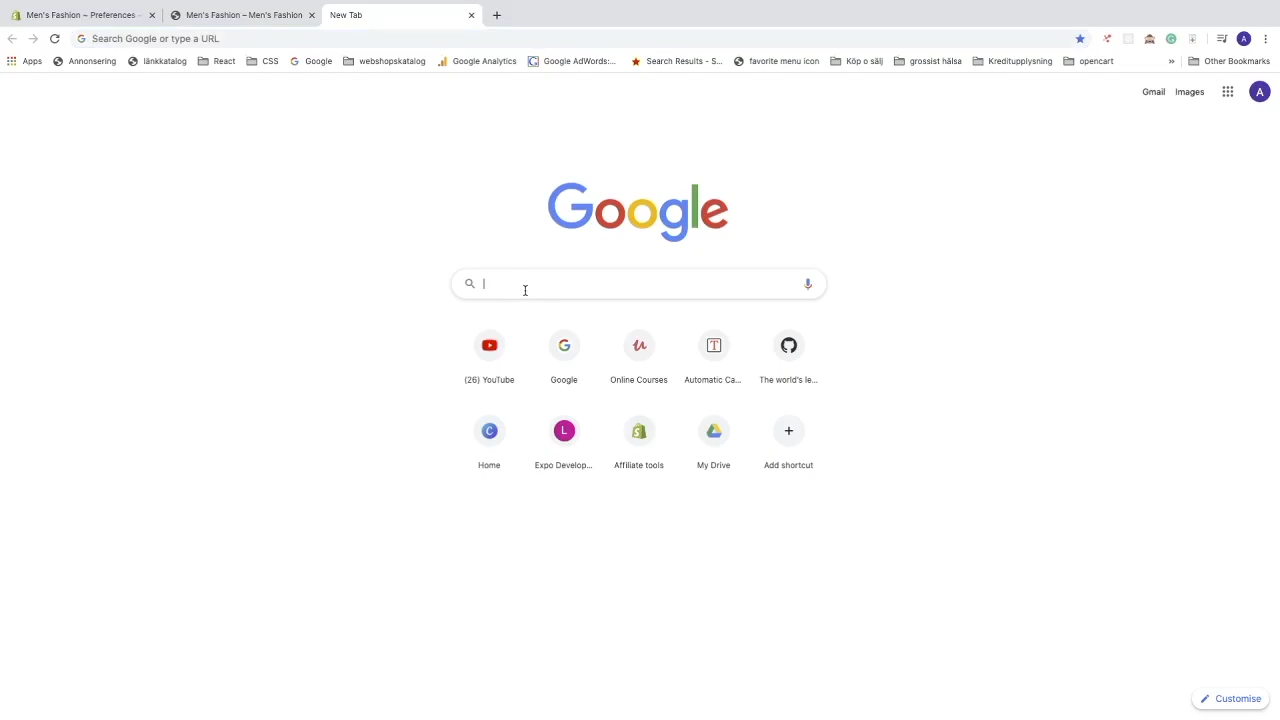 Men's Fashion ~ Preferences
Men's Fashion – Men's Fashion
New Tab
Search Google or type a URL
Apps
Annonsering
länkkatalog
React
CSS
Google
webshopskatalog
Google Analytics
Google AdWords:...
Search Results - S...
favorite menu icon
Köp o sälj
grossist hälsa
Kreditupplysning
opencart
»
Other Bookmarks
A
Gmail
Images
A
Google
(26) YouTube
Google
Online Courses
T
Automatic Ca...
The world's le...
C
Home
L
Expo Develop...
Affiliate tools
My Drive
Add shortcut
Customise